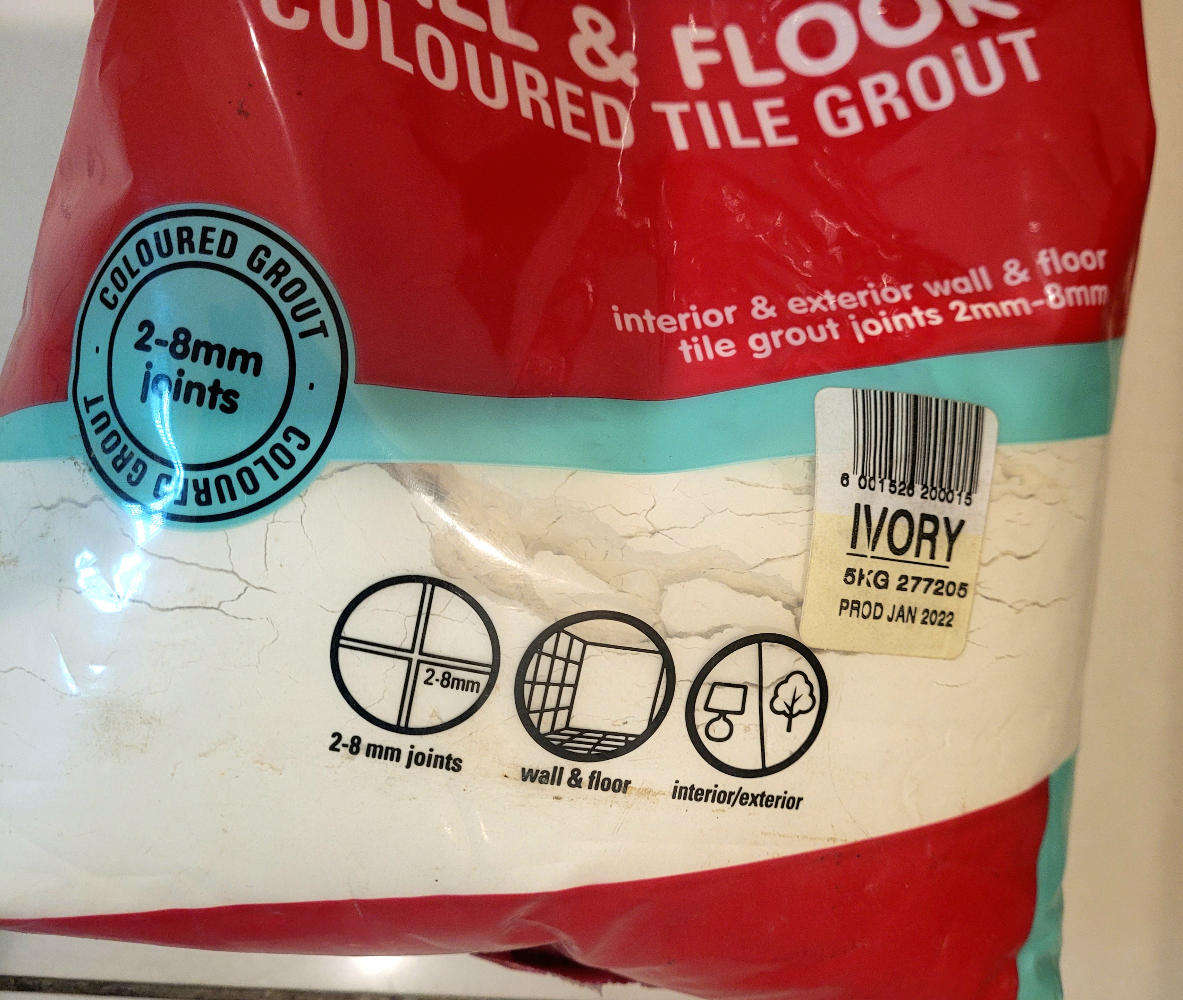 & FLOOR
COLOURED TILE GROUT
COLOURED GROUT
2-8mm
joints
COLOURED GROUT
interior & exterior wall & floor
tile grout joints 2mm-8mm
6 001526 200015
IVORY
5KG 277205
PROD JAN 2022
2-8mm
2-8 mm joints
wall & floor
interior/exterior